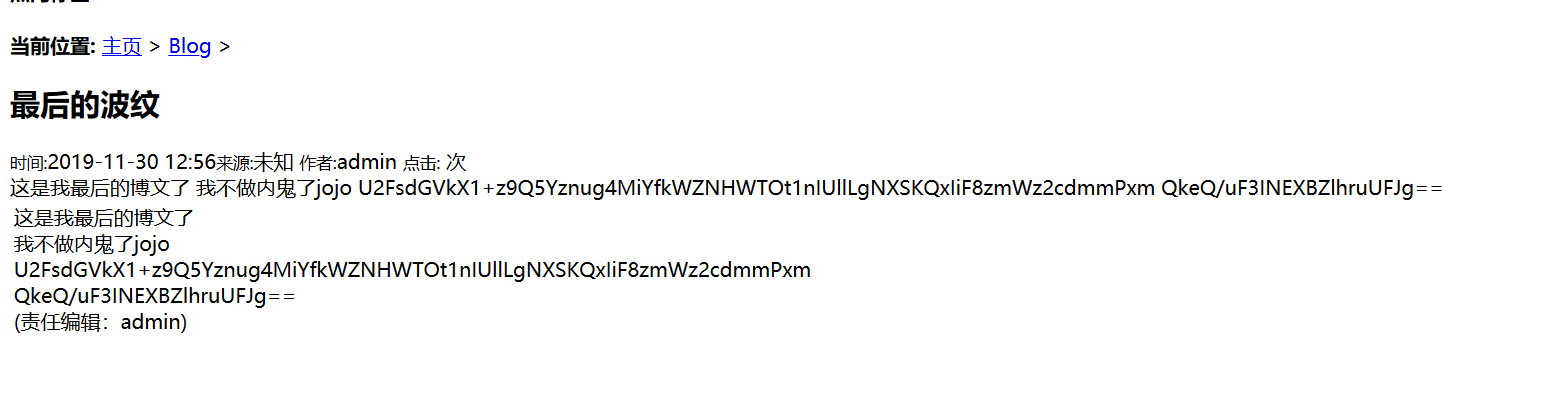 当前位置: 主页 > Blog >
最后的波纹
时间:2019-11-30 12:56来源:未知 作者:admin 点击: 次
这是我最后的博文了 我不做内鬼了jojo U2FsdGVkX1+z9Q5Yznug4MiYfkWZNHWTOt1nIUllLgNXSKQxIiF8zmWz2cdmmPxm QkeQ/uF3INEXBZlhruUFJg==
这是我最后的博文了
我不做内鬼了jojo
U2FsdGVkX1+z9Q5Yznug4MiYfkWZNHWTOt1nIUllLgNXSKQxIiF8zmWz2cdmmPxm
QkeQ/uF3INEXBZlhruUFJg==
(责任编辑：admin)